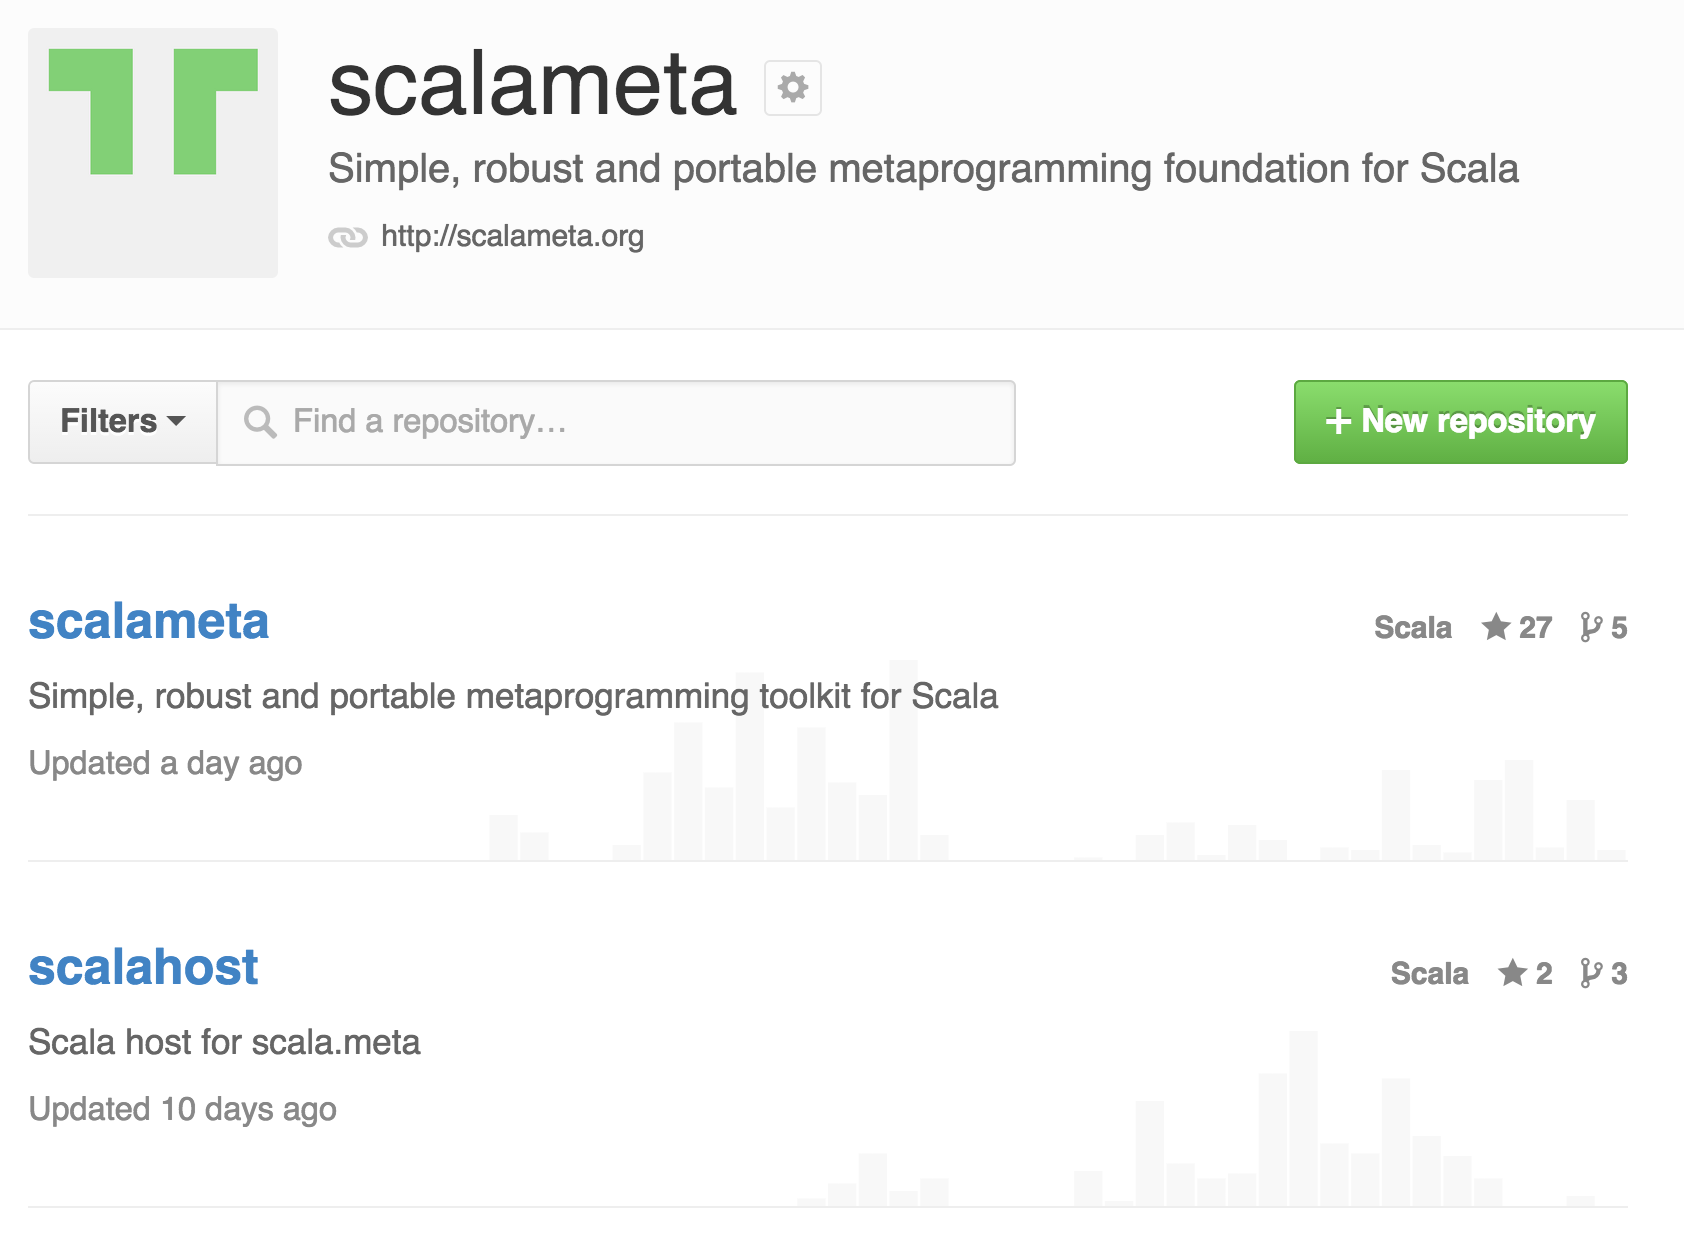 scalameta
Simple, robust and portable metaprogramming foundation for Scala
http://scalameta.org
Filters
Find a repository…
+ New repository
scalameta
Scala 27 5
Simple, robust and portable metaprogramming toolkit for Scala
Updated a day ago
scalahost
Scala 2 3
Scala host for scala.meta
Updated 10 days ago